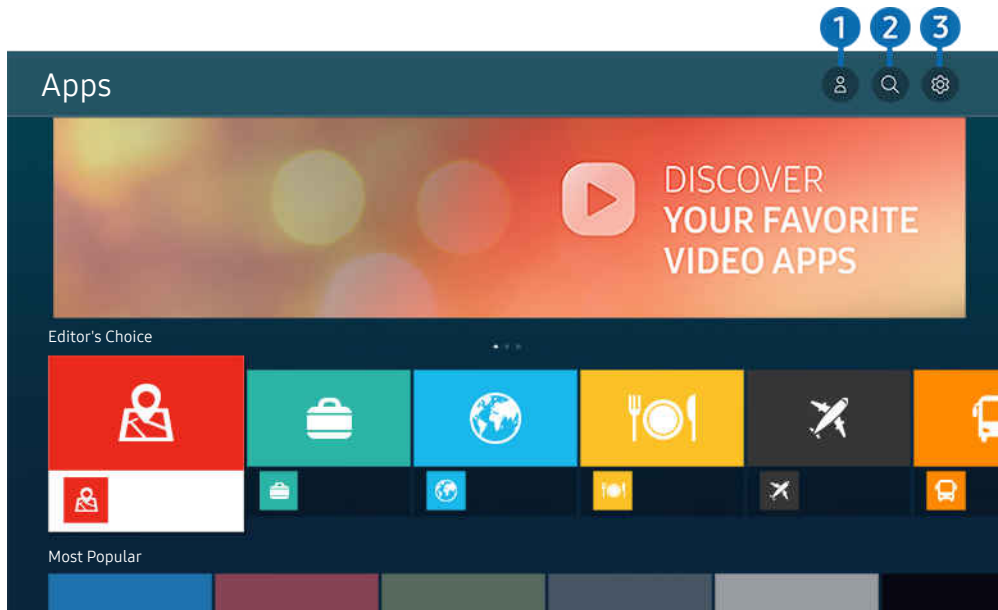 1 2 3
Apps
DISCOVER
YOUR FAVORITE
VIDEO APPS
Editor's Choice
Most Popular